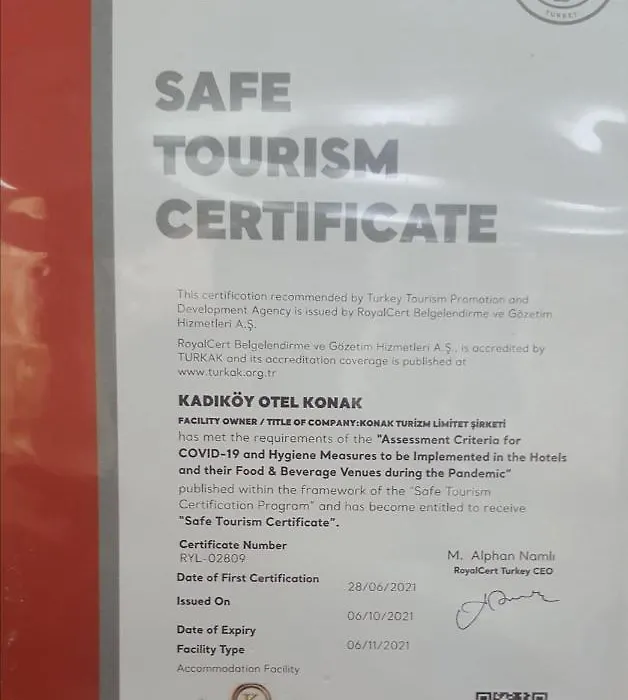 TURKEY
SAFE
TOURISM
CERTIFICATE
This certification recommended by Turkey Tourism Promotion and
Development Agency is issued by RoyalCert Belgelendirme ve Gözetim
Hizmetleri A.Ş.
RoyalCert Belgelendirme ve Gözetim Hizmetleri A.Ş., is accredited by
TURKAK and its accreditation coverage is published at
www.turkak.org.tr
KADIKÖY OTEL KONAK
FACILITY OWNER / TITLE OF COMPANY:KONAK TURİZM LİMİTET ŞİRKETİ
has met the requirements of the "Assessment Criteria for
COVID-19 and Hygiene Measures to be Implemented in the Hotels
and their Food & Beverage Venues during the Pandemic"
published within the framework of the "Safe Tourism
Certification Program" and has become entitled to receive
"Safe Tourism Certificate".
Certificate Number
RYL-02809
M. Alphan Namlı
RoyalCert Turkey CEO
Date of First Certification
28/06/2021
Issued On
06/10/2021
Date of Expiry
06/11/2021
Facility Type
Accommodation Facility